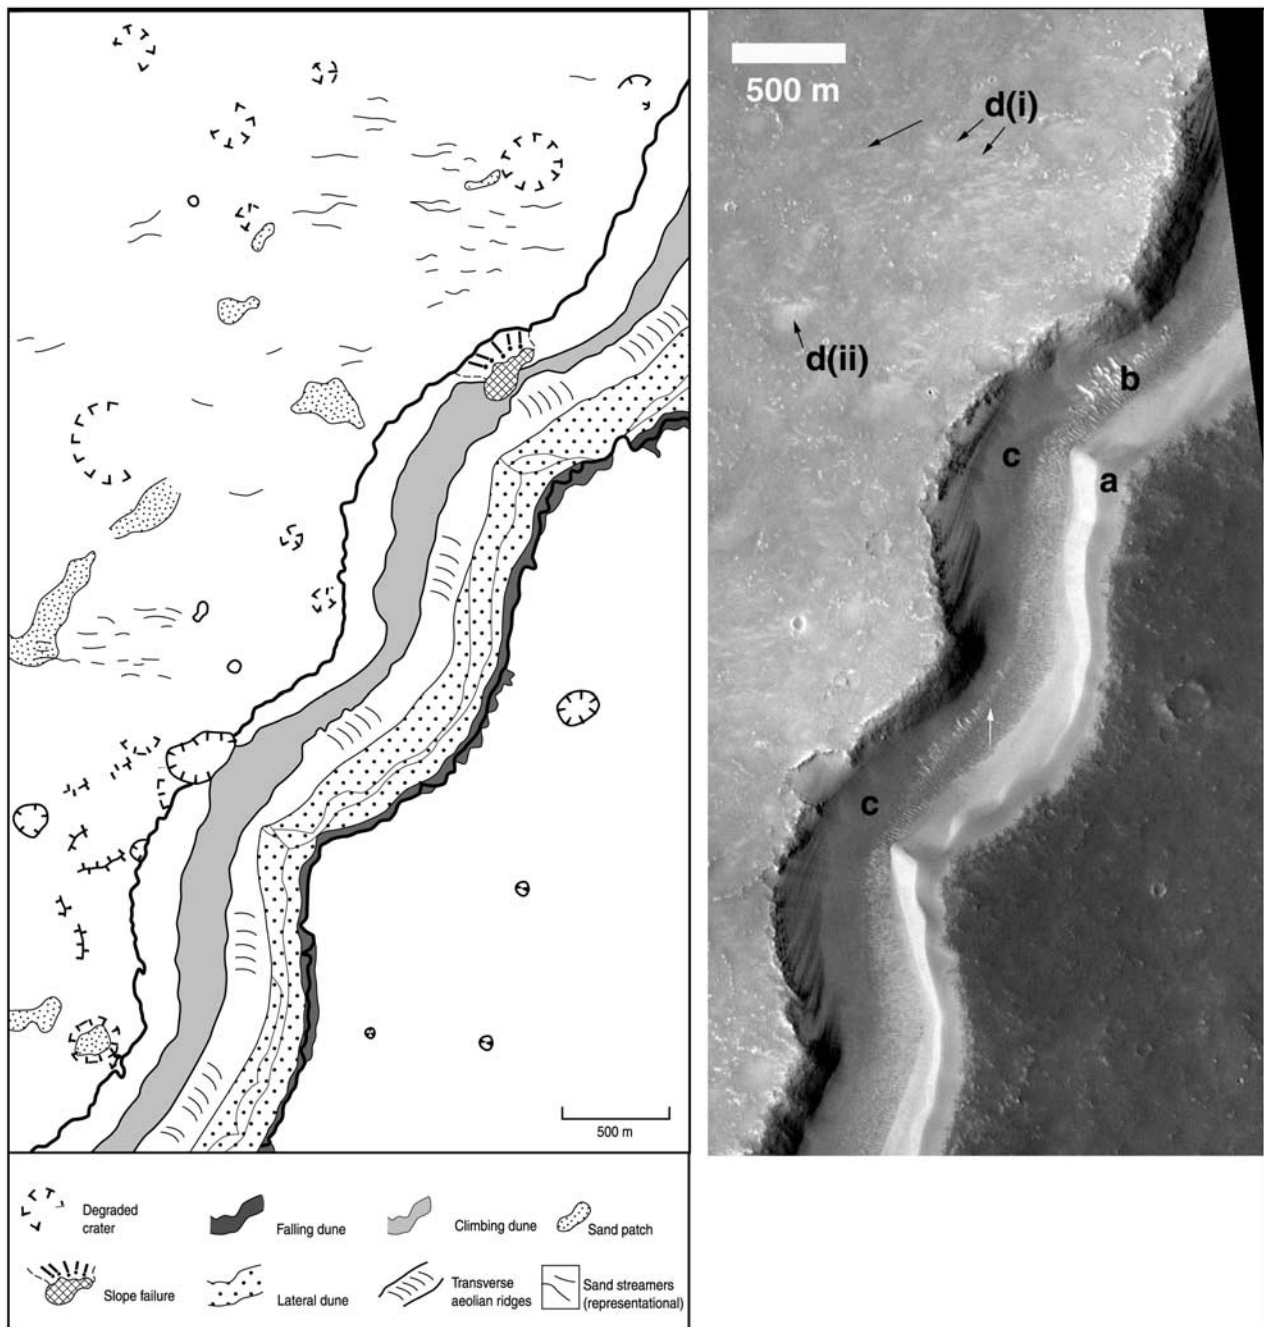 500 m
d(i)
d(ii)
b
c
a
c
500 m
Degraded
crater
Falling dune
Climbing dune
Sand patch
Slope failure
Lateral dune
Transverse
aeolian ridges
Sand streamers
(representational)